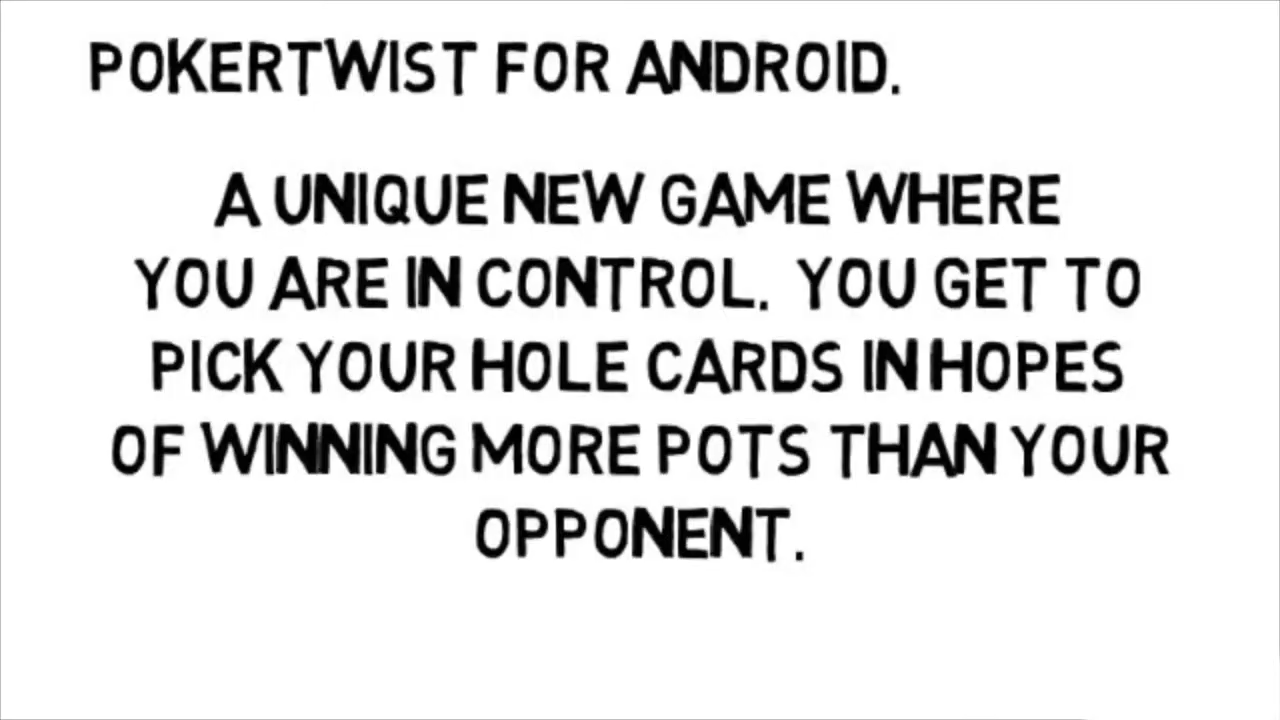 POKERTWIST FOR ANDROID.
A UNIQUE NEW GAME WHERE
YOU ARE IN CONTROL. YOU GET TO
PICK YOUR HOLE CARDS IN HOPES
OF WINNING MORE POTS THAN YOUR
OPPONENT.